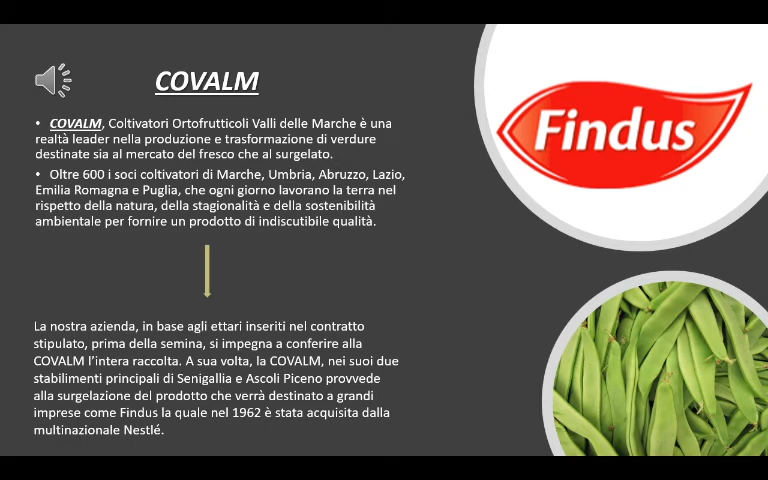 COVALM
• COVALM, Coltivatori Ortofrutticoli Valli delle Marche è una
realtà leader nella produzione e trasformazione di verdure
destinate sia al mercato del fresco che al surgelato.
• Oltre 600 i soci coltivatori di Marche, Umbria, Abruzzo, Lazio,
Emilia Romagna e Puglia, che ogni giorno lavorano la terra nel
rispetto della natura, della stagionalità e della sostenibilità
ambientale per fornire un prodotto di indiscutibile qualità.
La nostra azienda, in base agli ettari inseriti nel contratto
stipulato, prima della semina, si impegna a conferire alla
COVALM l'intera raccolta. A sua volta, la COVALM, nei suoi due
stabilimenti principali di Senigallia e Ascoli Piceno provvede
alla surgelazione del prodotto che verrà destinato a grandi
imprese come Findus la quale nel 1962 è stata acquisita dalla
multinazionale Nestlé.
Findus